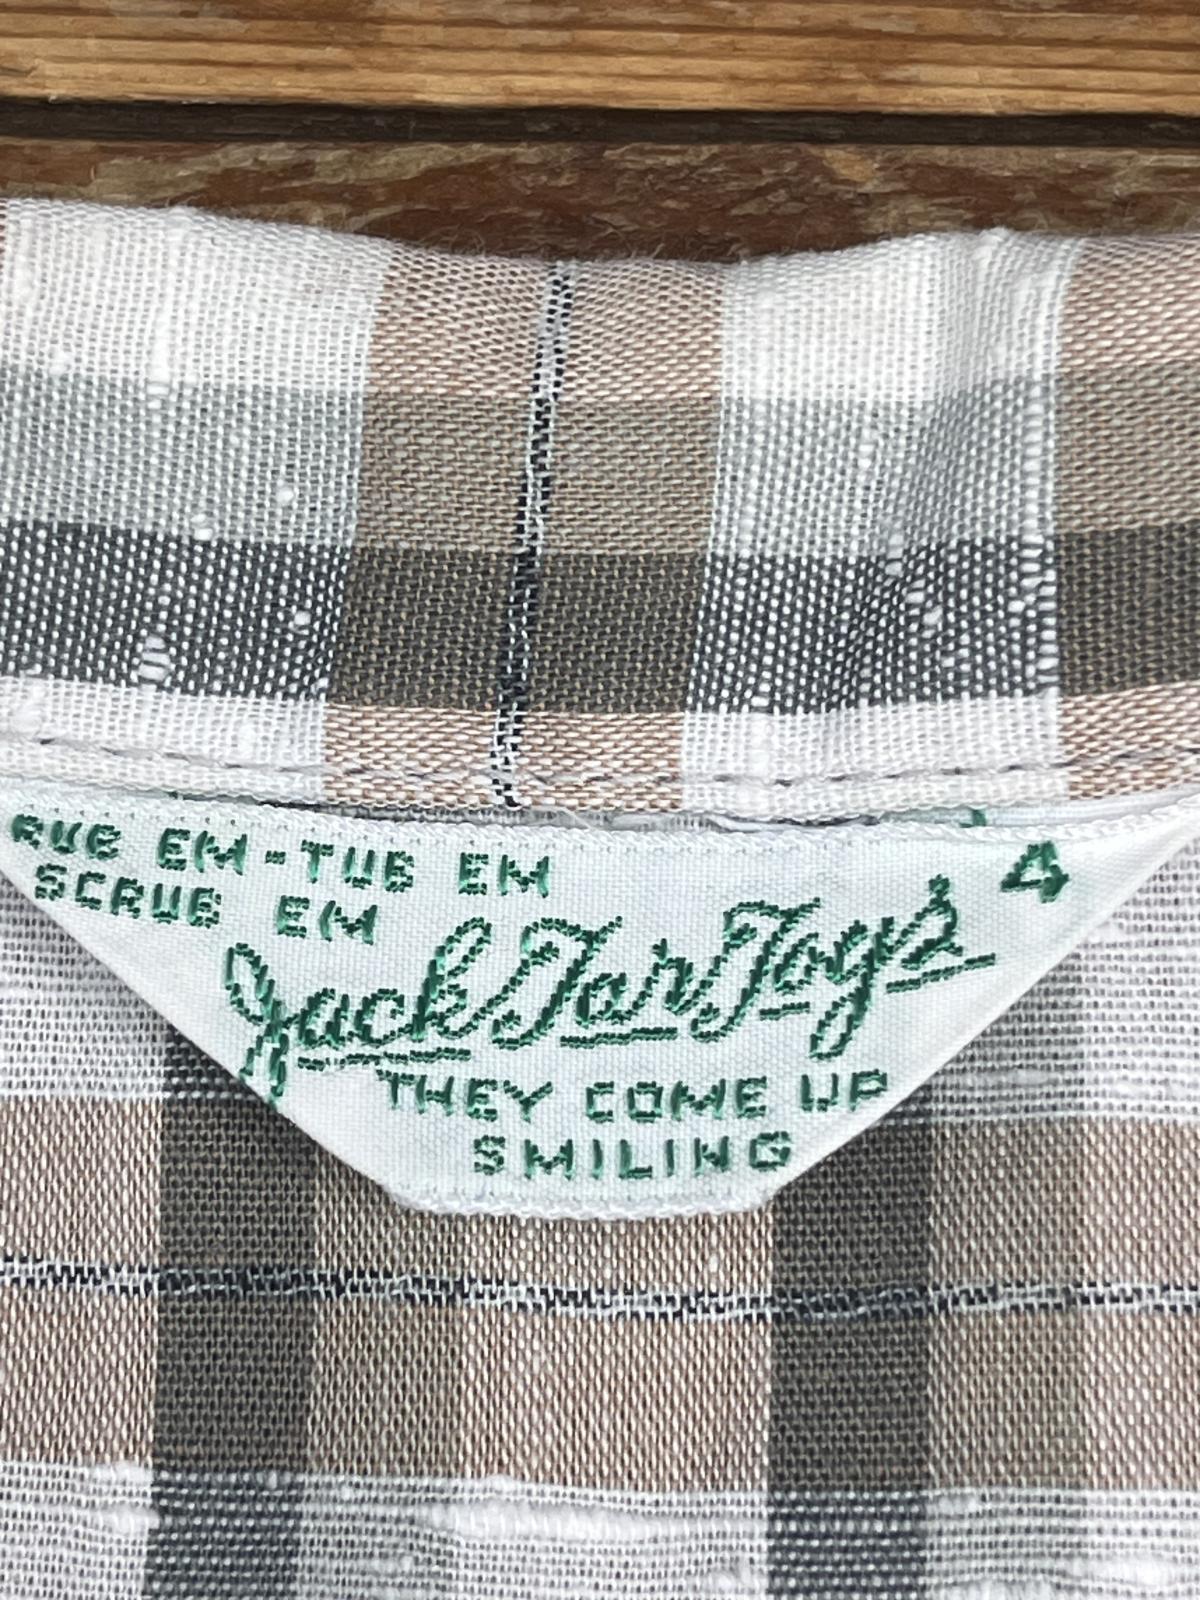 RUB EM-TUB EM
SCRUB EM
4
Jack Tar Togs
THEY COME UP
SMILING